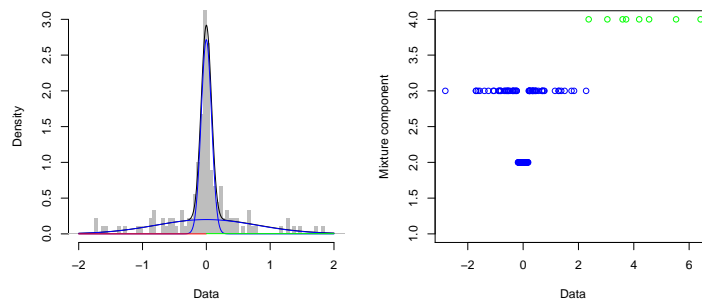 Density
0.0 0.5 1.0 1.5 2.0 2.5 3.0
−2 −1 0 1 2
Data
Mixture component
1.0 1.5 2.0 2.5 3.0 3.5 4.0
−2 0 2 4 6
Data